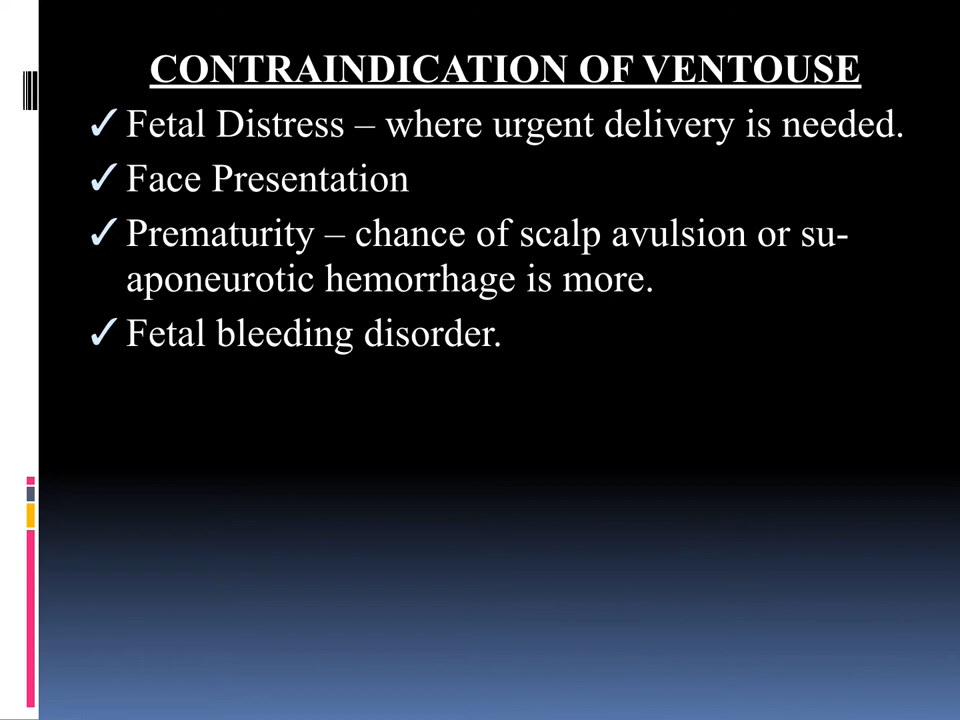 CONTRAINDICATION OF VENTOUSE
✓ Fetal Distress – where urgent delivery is needed.
✓ Face Presentation
✓ Prematurity – chance of scalp avulsion or su-
aponeurotic hemorrhage is more.
✓ Fetal bleeding disorder.